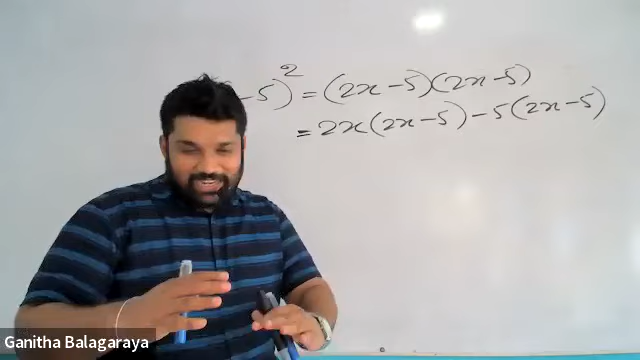 - 5)² = (2x - 5)(2x - 5)
= 2x(2x - 5) - 5(2x - 5)
Ganitha Balagaraya